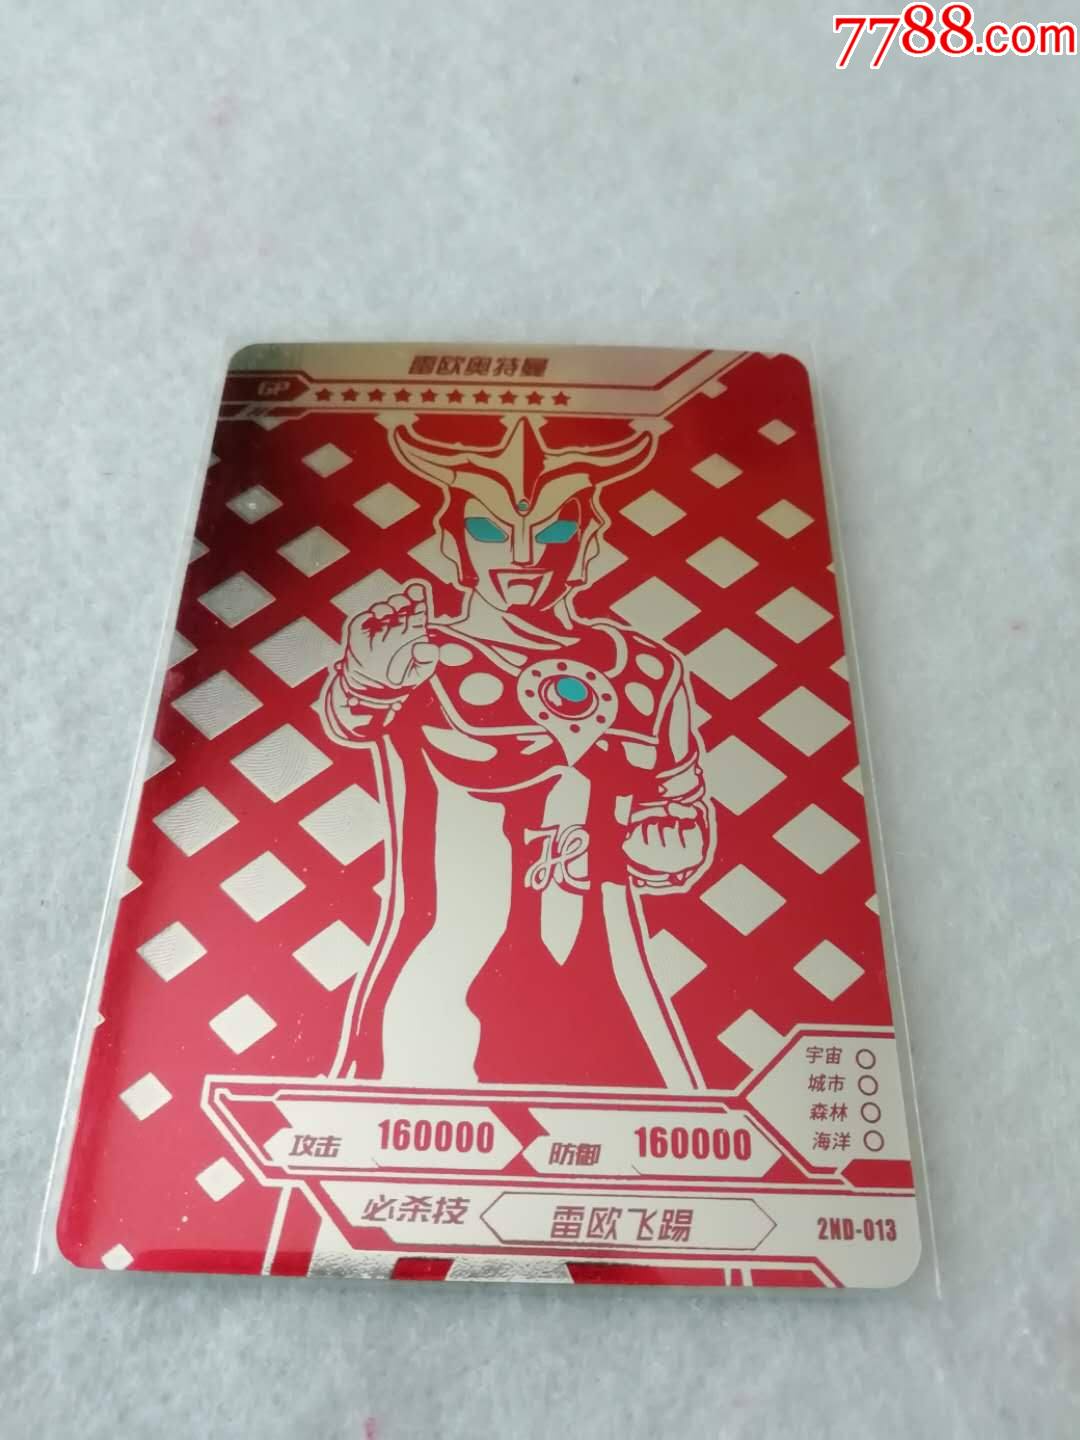 7788.com
雷欧奥特曼
GP
★★★★★★★★★★
宇宙 ○
城市 ○
森林 ○
海洋 ○
攻击 160000 防御 160000
必杀技 雷欧飞踢
2ND-013